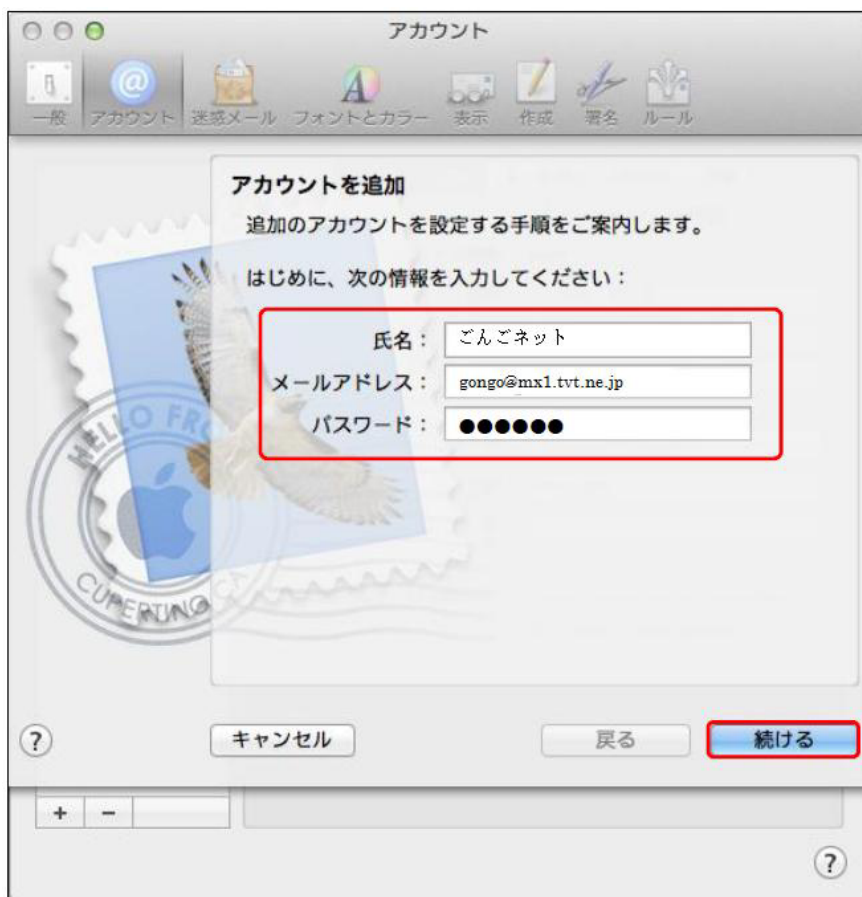 アカウント
一般 アカウント 迷惑メール フォントとカラー 表示 作成 署名 ルール
アカウントを追加
追加のアカウントを設定する手順をご案内します。
はじめに、次の情報を入力してください：
氏名： ごんごネット
メールアドレス： gongo@mx1.tvt.ne.jp
パスワード： ●●●●●●
HELLO FRO
CUPERTINO CA
? キャンセル 戻る 続ける
+ −
?